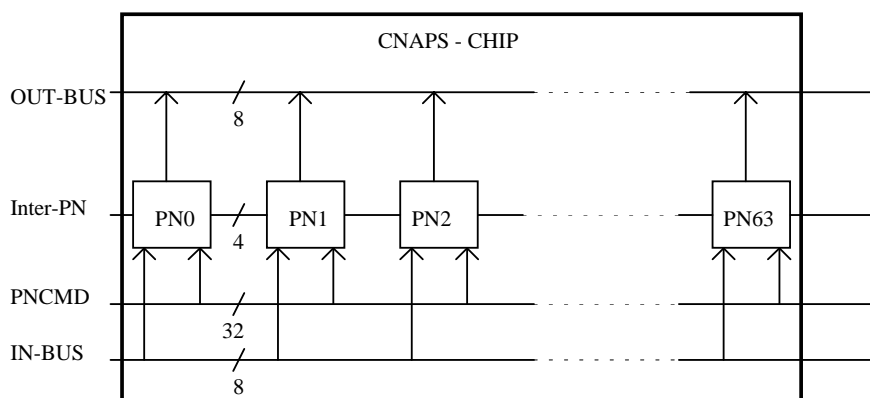 CNAPS - CHIP
OUT-BUS
8
Inter-PN
PN0
4
PN1
PN2
PN63
PNCMD
32
IN-BUS
8